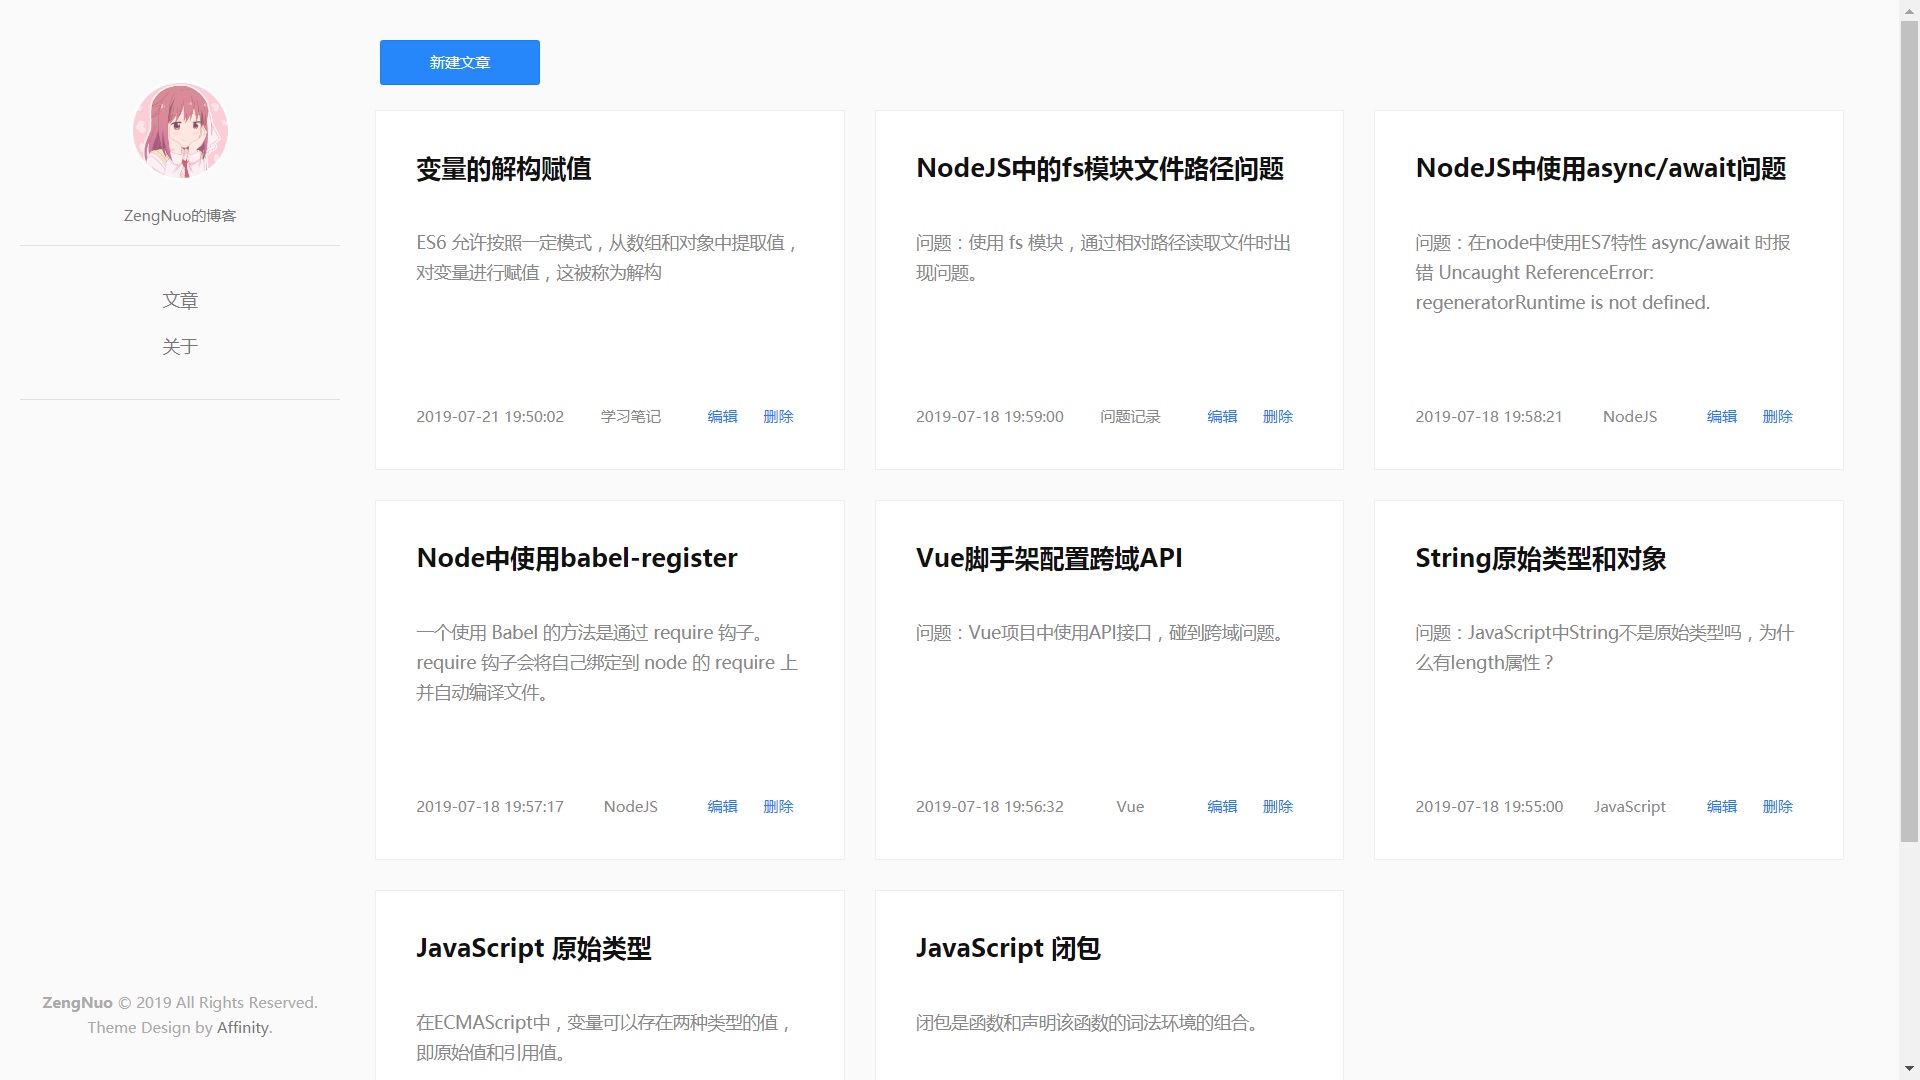 新建文章
ZengNuo的博客
文章
关于
变量的解构赋值
ES6 允许按照一定模式，从数组和对象中提取值，
对变量进行赋值，这被称为解构
2019-07-21 19:50:02 学习笔记 编辑 删除
NodeJS中的fs模块文件路径问题
问题：使用 fs 模块，通过相对路径读取文件时出
现问题。
2019-07-18 19:59:00 问题记录 编辑 删除
NodeJS中使用async/await问题
问题：在node中使用ES7特性 async/await 时报
错 Uncaught ReferenceError:
regeneratorRuntime is not defined.
2019-07-18 19:58:21 NodeJS 编辑 删除
Node中使用babel-register
一个使用 Babel 的方法是通过 require 钩子。
require 钩子会将自己绑定到 node 的 require 上
并自动编译文件。
2019-07-18 19:57:17 NodeJS 编辑 删除
Vue脚手架配置跨域API
问题：Vue项目中使用API接口，碰到跨域问题。
2019-07-18 19:56:32 Vue 编辑 删除
String原始类型和对象
问题：JavaScript中String不是原始类型吗，为什
么有length属性？
2019-07-18 19:55:00 JavaScript 编辑 删除
JavaScript 原始类型
在ECMAScript中，变量可以存在两种类型的值，
即原始值和引用值。
JavaScript 闭包
闭包是函数和声明该函数的词法环境的组合。
ZengNuo © 2019 All Rights Reserved.
Theme Design by Affinity.